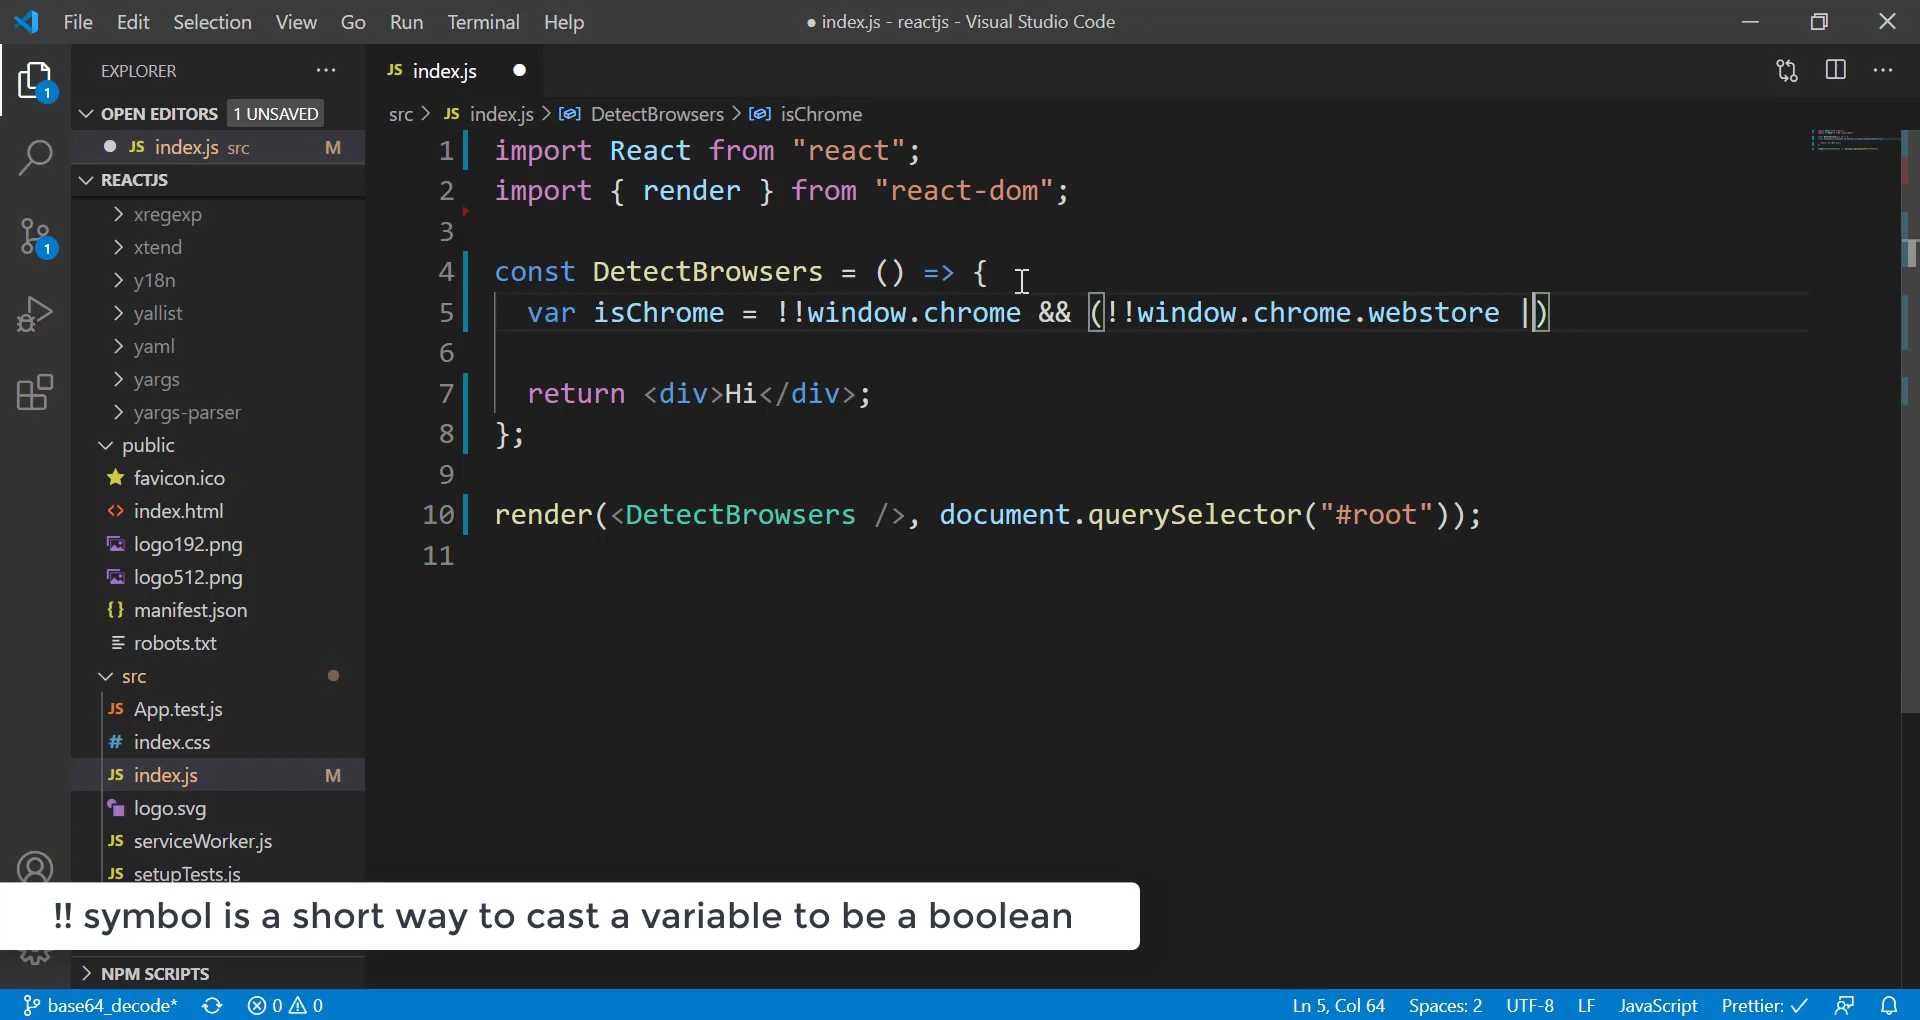 File Edit Selection View Go Run Terminal Help
● index.js - reactjs - Visual Studio Code
EXPLORER
OPEN EDITORS 1 UNSAVED
JS index.js src M
REACTJS
xregexp
xtend
y18n
yallist
yaml
yargs
yargs-parser
public
favicon.ico
<> index.html
logo192.png
logo512.png
{} manifest.json
robots.txt
src
JS App.test.js
# index.css
JS index.js M
logo.svg
JS serviceWorker.js
JS setupTests.js
NPM SCRIPTS
1
1
JS index.js ●
src > JS index.js > DetectBrowsers > isChrome
1 import React from "react";
2 import { render } from "react-dom";
3
4 const DetectBrowsers = () => {
5 var isChrome = !!window.chrome && (!!window.chrome.webstore |)
6
7 return <div>Hi</div>;
8 };
9
10 render(<DetectBrowsers />, document.querySelector("#root"));
11
!! symbol is a short way to cast a variable to be a boolean
base64_decode* 0 0 Ln 5, Col 64 Spaces: 2 UTF-8 LF JavaScript Prettier: ✓